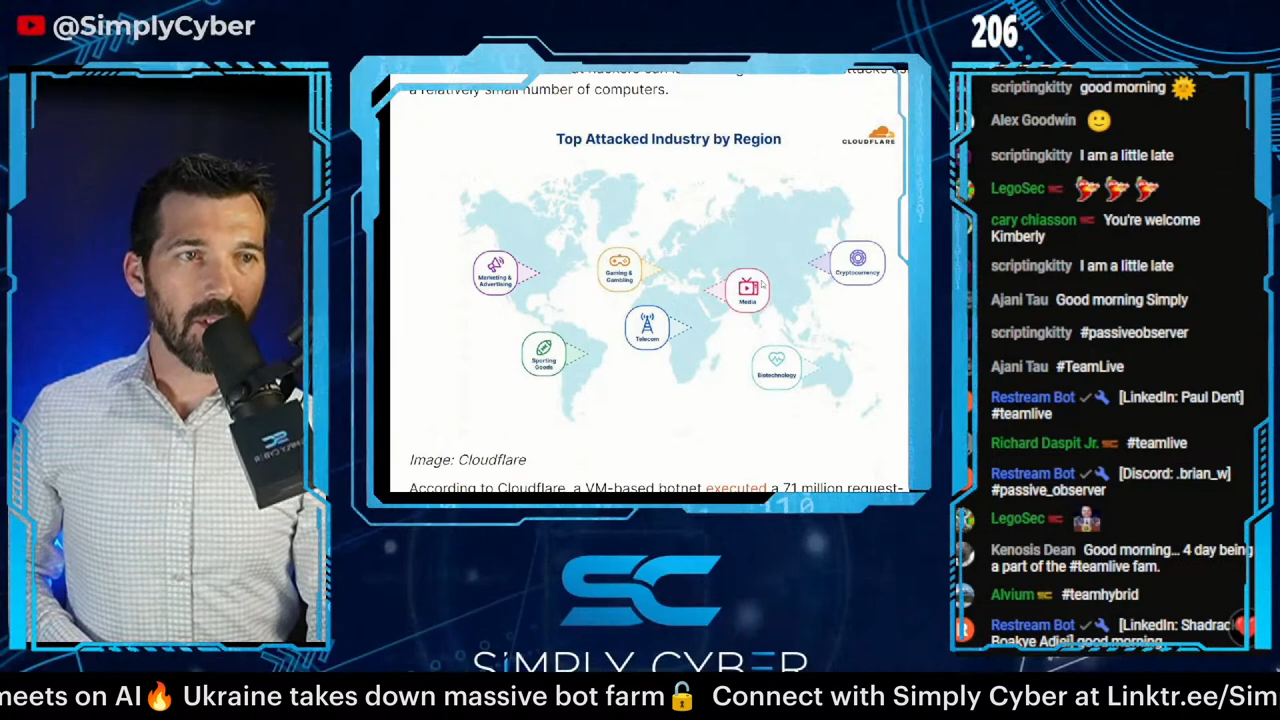 @SimplyCyber
206
a relatively small number of computers.
Top Attacked Industry by Region
CLOUDFLARE
Marketing &
Advertising
Gaming &
Gambling
Cryptocurrency
Media
Telecom
Sporting
Goods
Biotechnology
Image: Cloudflare
According to Cloudflare, a VM-based botnet executed a 71 million request-
SC
SIMPLY CYBER
scriptingkitty good morning
Alex Goodwin
scriptingkitty I am a little late
LegoSec
cary chiasson You're welcome
Kimberly
scriptingkitty I am a little late
Ajani Tau Good morning Simply
scriptingkitty #passiveobserver
Ajani Tau #TeamLive
Restream Bot [LinkedIn: Paul Dent]
#teamlive
Richard Daspit Jr. #teamlive
Restream Bot [Discord: .brian_w]
#passive_observer
LegoSec
Kenosis Dean Good morning... 4 day being
a part of the #teamlive fam.
Alvium #teamhybrid
Restream Bot [LinkedIn: Shadrac
Boakye Adjei] good morning
meets on AI🔥 Ukraine takes down massive bot farm🔓 Connect with Simply Cyber at Linktr.ee/Sim